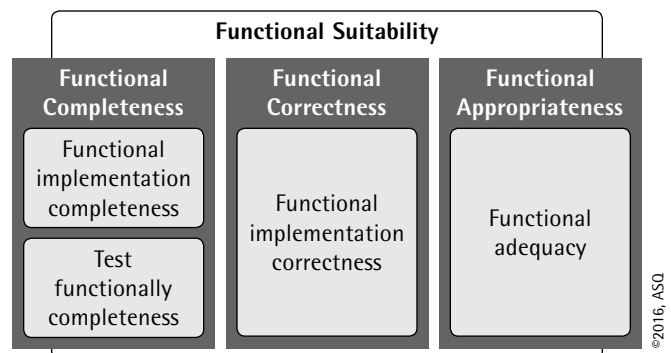 Functional Suitability
Functional
Completeness
Functional
implementation
completeness
Test
functionally
completeness
Functional
Correctness
Functional
implementation
correctness
Functional
Appropriateness
Functional
adequacy
©2016, ASQ